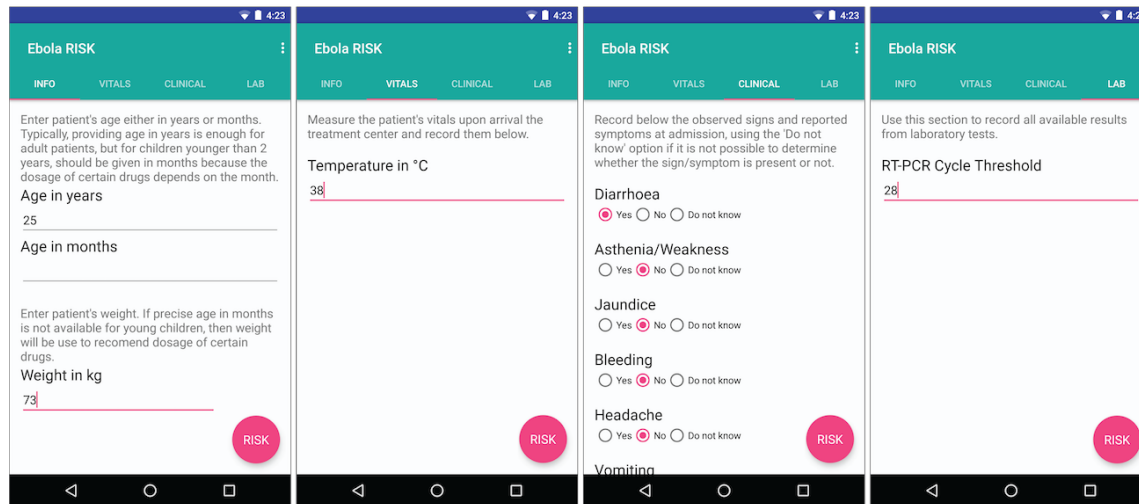 4:23
Ebola RISK
INFO VITALS CLINICAL LAB
Enter patient's age either in years or months.
Typically, providing age in years is enough for
adult patients, but for children younger than 2
years, should be given in months because the
dosage of certain drugs depends on the month.
Age in years
25
Age in months
Enter patient's weight. If precise age in months
is not available for young children, then weight
will be use to recomend dosage of certain
drugs.
Weight in kg
73
RISK
4:23
Ebola RISK
INFO VITALS CLINICAL LAB
Measure the patient's vitals upon arrival the
treatment center and record them below.
Temperature in °C
38
RISK
4:23
Ebola RISK
INFO VITALS CLINICAL LAB
Record below the observed signs and reported
symptoms at admission, using the 'Do not
know' option if it is not possible to determine
whether the sign/symptom is present or not.
Diarrhoea
Yes No Do not know
Asthenia/Weakness
Yes No Do not know
Jaundice
Yes No Do not know
Bleeding
Yes No Do not know
Headache
Yes No Do not know
Vomiting
RISK
4:2
Ebola RISK
INFO VITALS CLINICAL LAB
Use this section to record all available results
from laboratory tests.
RT-PCR Cycle Threshold
28
RISK